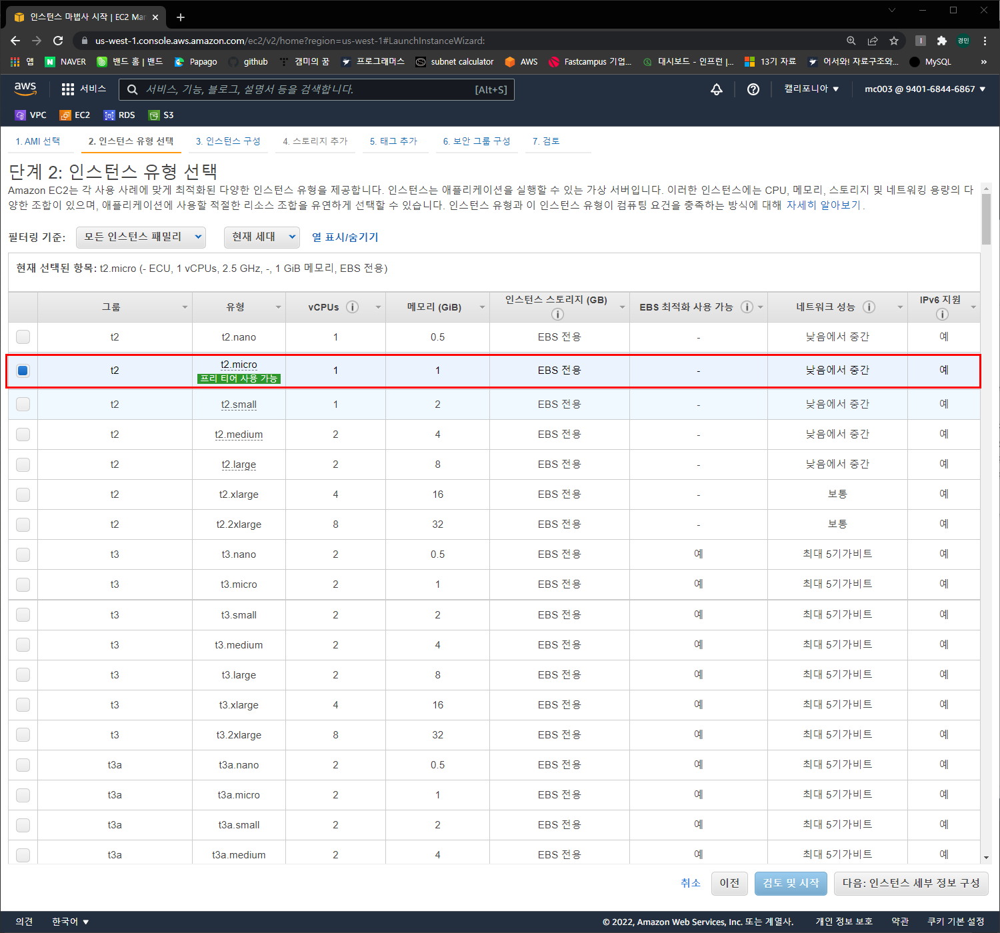 인스턴스 마법사 시작 | EC2 Mar
us-west-1.console.aws.amazon.com/ec2/v2/home?region=us-west-1#LaunchInstanceWizard:
경민
앱 NAVER 밴드 홈 | 밴드 Papago github 캠미의 꿈 프로그래머스 subnet calculator AWS Fastcampus 기업... 대시보드 - 인프런 |... 13기 자료 어서와! 자료구조와... MySQL »
aws 서비스 서비스, 기능, 블로그, 설명서 등을 검색합니다. [Alt+S] 캘리포니아 ▼ mc003 @ 9401-6844-6867 ▼
VPC EC2 RDS S3
1. AMI 선택 2. 인스턴스 유형 선택 3. 인스턴스 구성 4. 스토리지 추가 5. 태그 추가 6. 보안 그룹 구성 7. 검토
단계 2: 인스턴스 유형 선택
Amazon EC2는 각 사용 사례에 맞게 최적화된 다양한 인스턴스 유형을 제공합니다. 인스턴스는 애플리케이션을 실행할 수 있는 가상 서버입니다. 이러한 인스턴스에는 CPU, 메모리, 스토리지 및 네트워킹 용량의 다
양한 조합이 있으며, 애플리케이션에 사용할 적절한 리소스 조합을 유연하게 선택할 수 있습니다. 인스턴스 유형과 이 인스턴스 유형이 컴퓨팅 요건을 충족하는 방식에 대해 자세히 알아보기.
필터링 기준: 모든 인스턴스 패밀리 현재 세대 열 표시/숨기기
현재 선택된 항목: t2.micro (- ECU, 1 vCPUs, 2.5 GHz, -, 1 GiB 메모리, EBS 전용)
그룹 유형 vCPUs 메모리 (GiB) 인스턴스 스토리지 (GB) EBS 최적화 사용 가능 네트워크 성능 IPv6 지원
t2 t2.nano 1 0.5 EBS 전용 - 낮음에서 중간 예
t2 t2.micro 1 1 EBS 전용 - 낮음에서 중간 예
프리 티어 사용 가능
t2 t2.small 1 2 EBS 전용 - 낮음에서 중간 예
t2 t2.medium 2 4 EBS 전용 - 낮음에서 중간 예
t2 t2.large 2 8 EBS 전용 - 낮음에서 중간 예
t2 t2.xlarge 4 16 EBS 전용 - 보통 예
t2 t2.2xlarge 8 32 EBS 전용 - 보통 예
t3 t3.nano 2 0.5 EBS 전용 예 최대 5기가비트 예
t3 t3.micro 2 1 EBS 전용 예 최대 5기가비트 예
t3 t3.small 2 2 EBS 전용 예 최대 5기가비트 예
t3 t3.medium 2 4 EBS 전용 예 최대 5기가비트 예
t3 t3.large 2 8 EBS 전용 예 최대 5기가비트 예
t3 t3.xlarge 4 16 EBS 전용 예 최대 5기가비트 예
t3 t3.2xlarge 8 32 EBS 전용 예 최대 5기가비트 예
t3a t3a.nano 2 0.5 EBS 전용 예 최대 5기가비트 예
t3a t3a.micro 2 1 EBS 전용 예 최대 5기가비트 예
t3a t3a.small 2 2 EBS 전용 예 최대 5기가비트 예
t3a t3a.medium 2 4 EBS 전용 예 최대 5기가비트 예
취소 이전 검토 및 시작 다음: 인스턴스 세부 정보 구성
의견 한국어 ▼ © 2022, Amazon Web Services, Inc. 또는 계열사. 개인 정보 보호 약관 쿠키 기본 설정